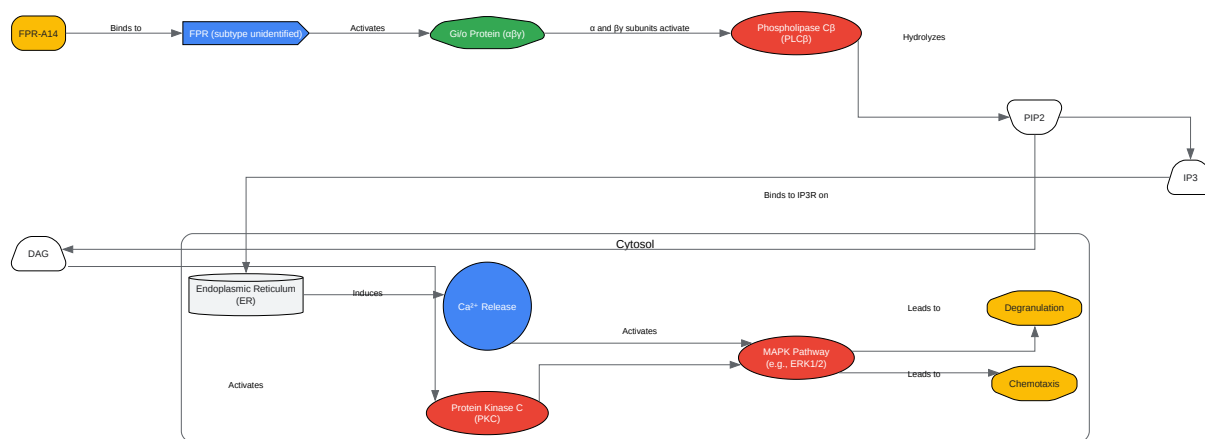 FPR-A14
Binds to
FPR (subtype unidentified)
Activates
Gi/o Protein (αβγ)
α and βγ subunits activate
Phospholipase Cβ
(PLCβ)
Hydrolyzes
PIP2
IP3
Binds to IP3R on
DAG
Cytosol
Endoplasmic Reticulum
(ER)
Induces
Ca²⁺ Release
Activates
Leads to
Degranulation
MAPK Pathway
(e.g., ERK1/2)
Leads to
Chemotaxis
Activates
Protein Kinase C
(PKC)